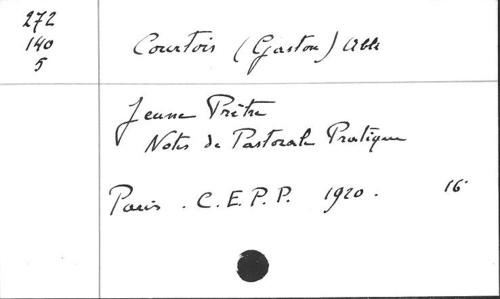 272
140
5
Courtois (Gaston) Abbé
Jeune Prêtre
Notes de Pastorale Pratique
Paris . C.E.P.P. 1920 . 16°